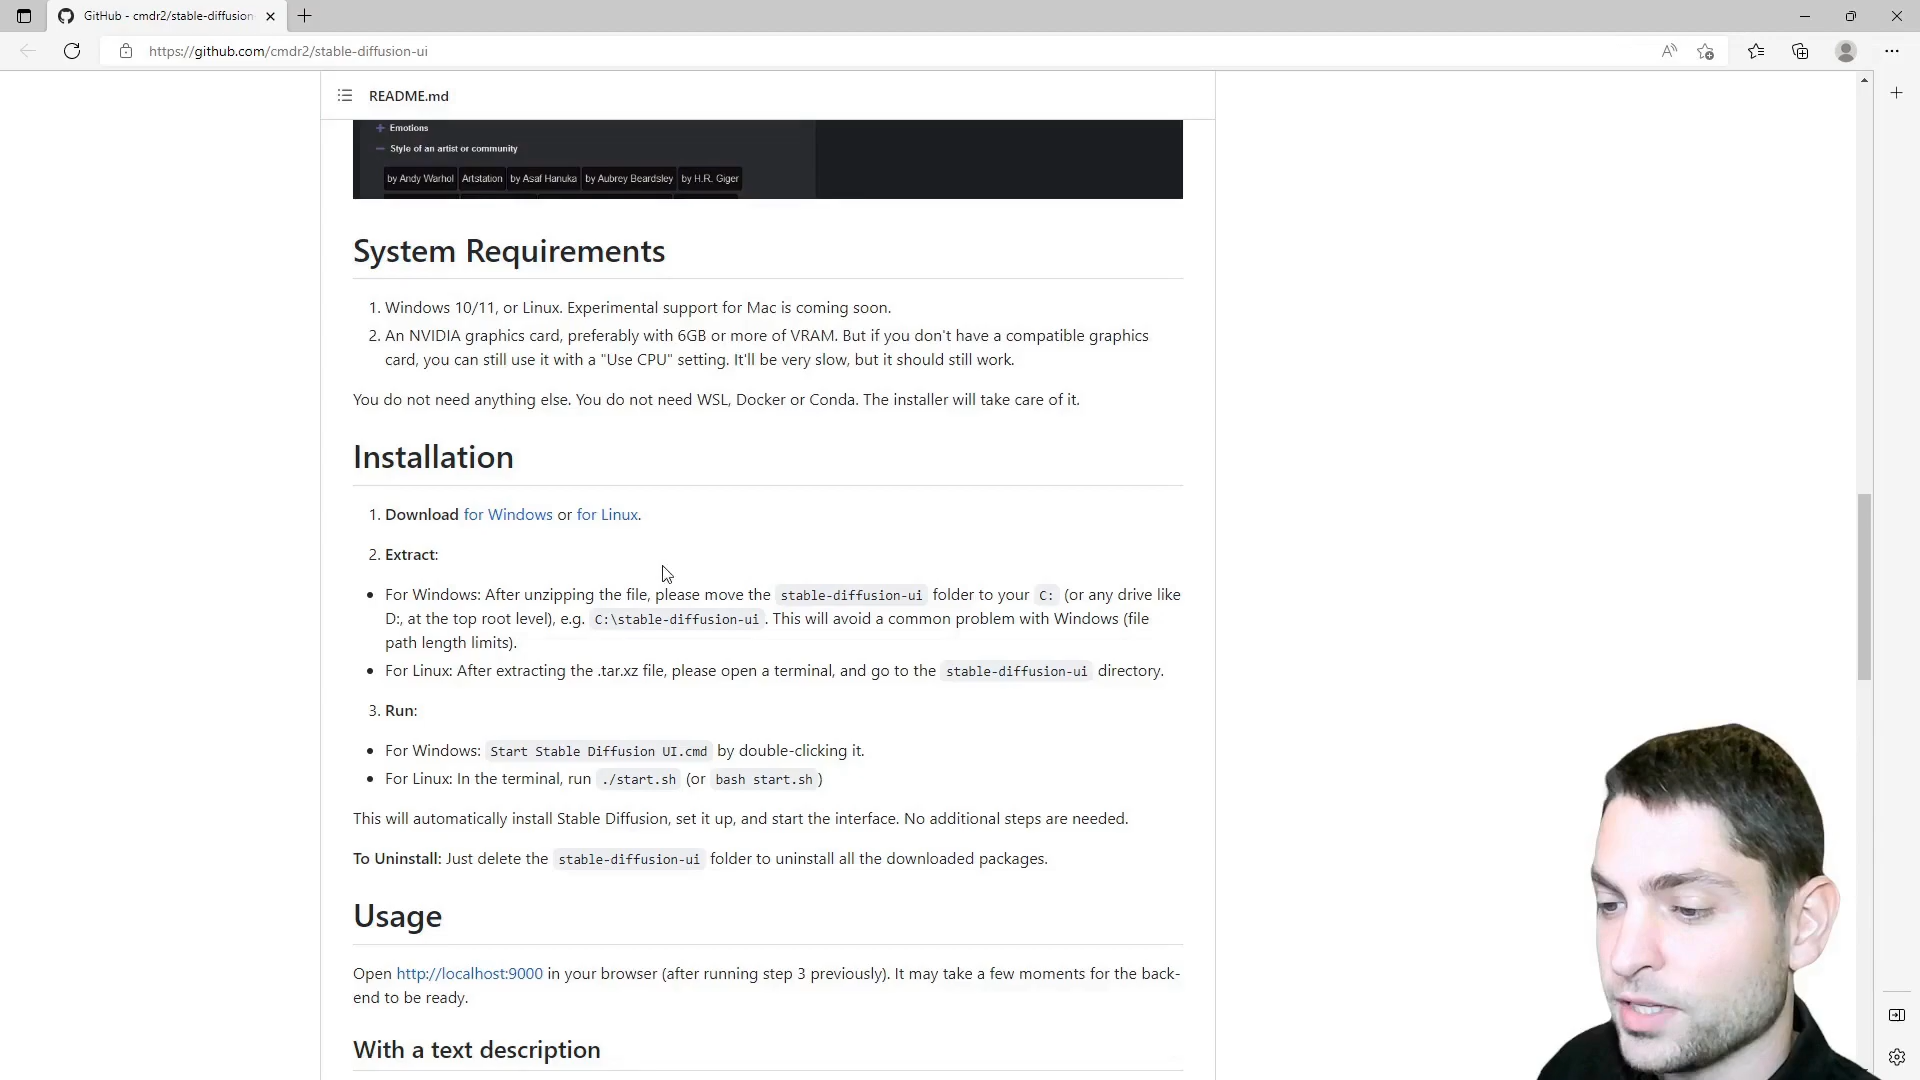 GitHub - cmdr2/stable-diffusion
https://github.com/cmdr2/stable-diffusion-ui
README.md
Emotions
Style of an artist or community
by Andy Warhol Artstation by Asaf Hanuka by Aubrey Beardsley by H.R. Giger
System Requirements
1. Windows 10/11, or Linux. Experimental support for Mac is coming soon.
2. An NVIDIA graphics card, preferably with 6GB or more of VRAM. But if you don't have a compatible graphics
card, you can still use it with a "Use CPU" setting. It'll be very slow, but it should still work.
You do not need anything else. You do not need WSL, Docker or Conda. The installer will take care of it.
Installation
1. Download for Windows or for Linux.
2. Extract:
• For Windows: After unzipping the file, please move the stable-diffusion-ui folder to your C: (or any drive like
D:, at the top root level), e.g. C:\stable-diffusion-ui. This will avoid a common problem with Windows (file
path length limits).
• For Linux: After extracting the .tar.xz file, please open a terminal, and go to the stable-diffusion-ui directory.
3. Run:
• For Windows: Start Stable Diffusion UI.cmd by double-clicking it.
• For Linux: In the terminal, run ./start.sh (or bash start.sh)
This will automatically install Stable Diffusion, set it up, and start the interface. No additional steps are needed.
To Uninstall: Just delete the stable-diffusion-ui folder to uninstall all the downloaded packages.
Usage
Open http://localhost:9000 in your browser (after running step 3 previously). It may take a few moments for the back-
end to be ready.
With a text description